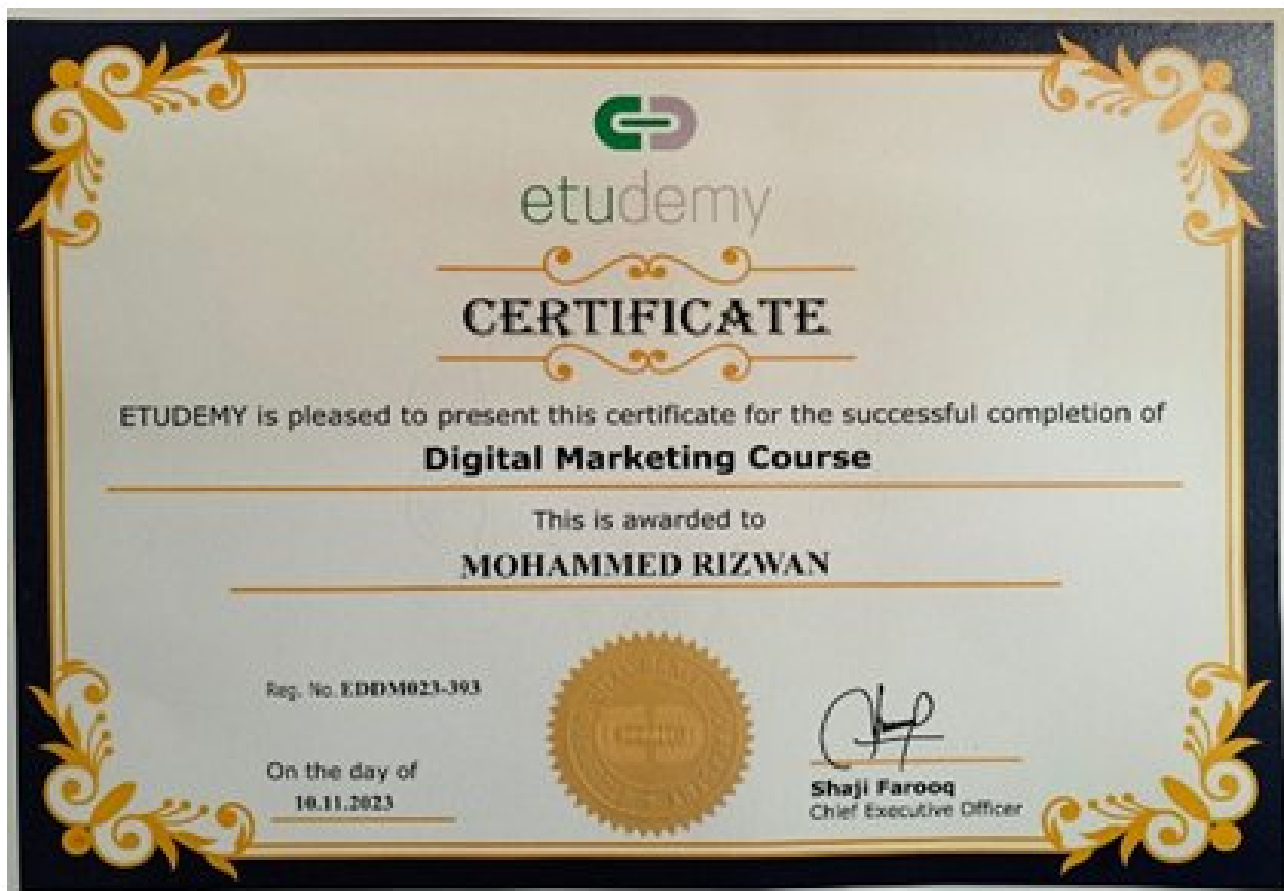 etudemy
CERTIFICATE
ETUDEMY is pleased to present this certificate for the successful completion of
Digital Marketing Course
This is awarded to
MOHAMMED RIZWAN
Reg. No. EDDM023-393
On the day of
10.11.2023
Shaji Farooq
Chief Executive Officer